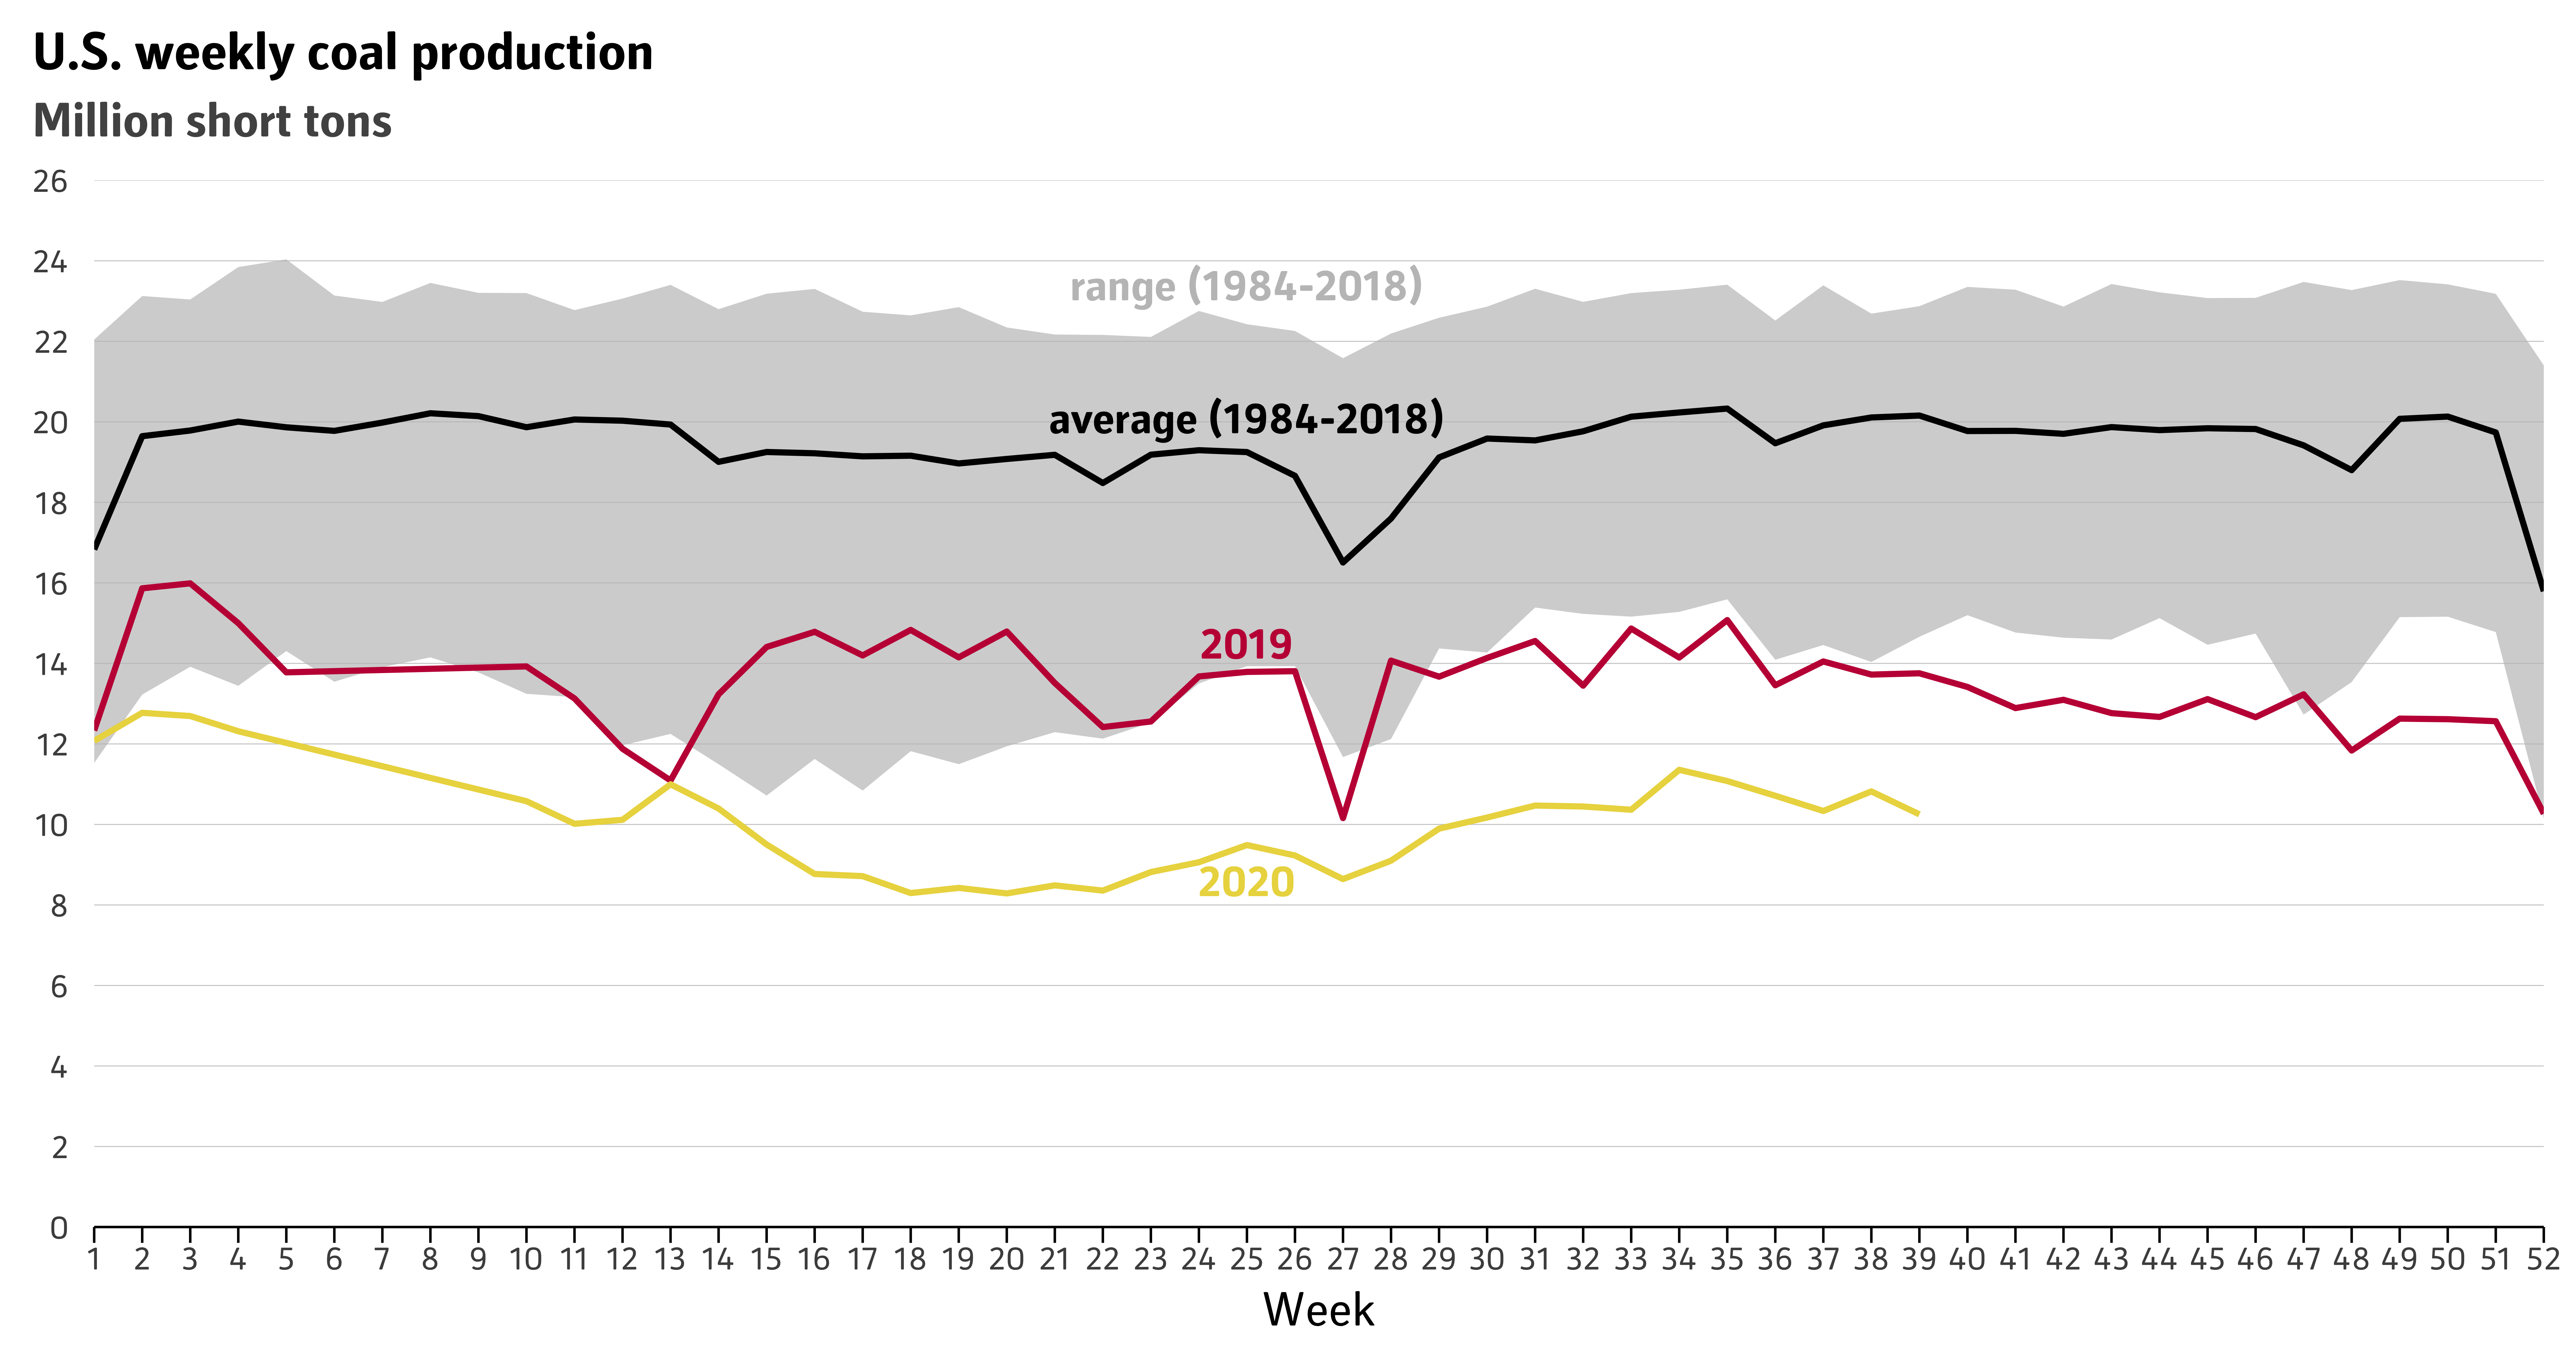 U.S. weekly coal production
Million short tons
26
24
range (1984-2018)
22
average (1984-2018)
20
18
16
2019
14
12
10
2020
8
6
4
2
0
1 2 3 4 5 6 7 8 9 10 11 12 13 14 15 16 17 18 19 20 21 22 23 24 25 26 27 28 29 30 31 32 33 34 35 36 37 38 39 40 41 42 43 44 45 46 47 48 49 50 51 52
Week